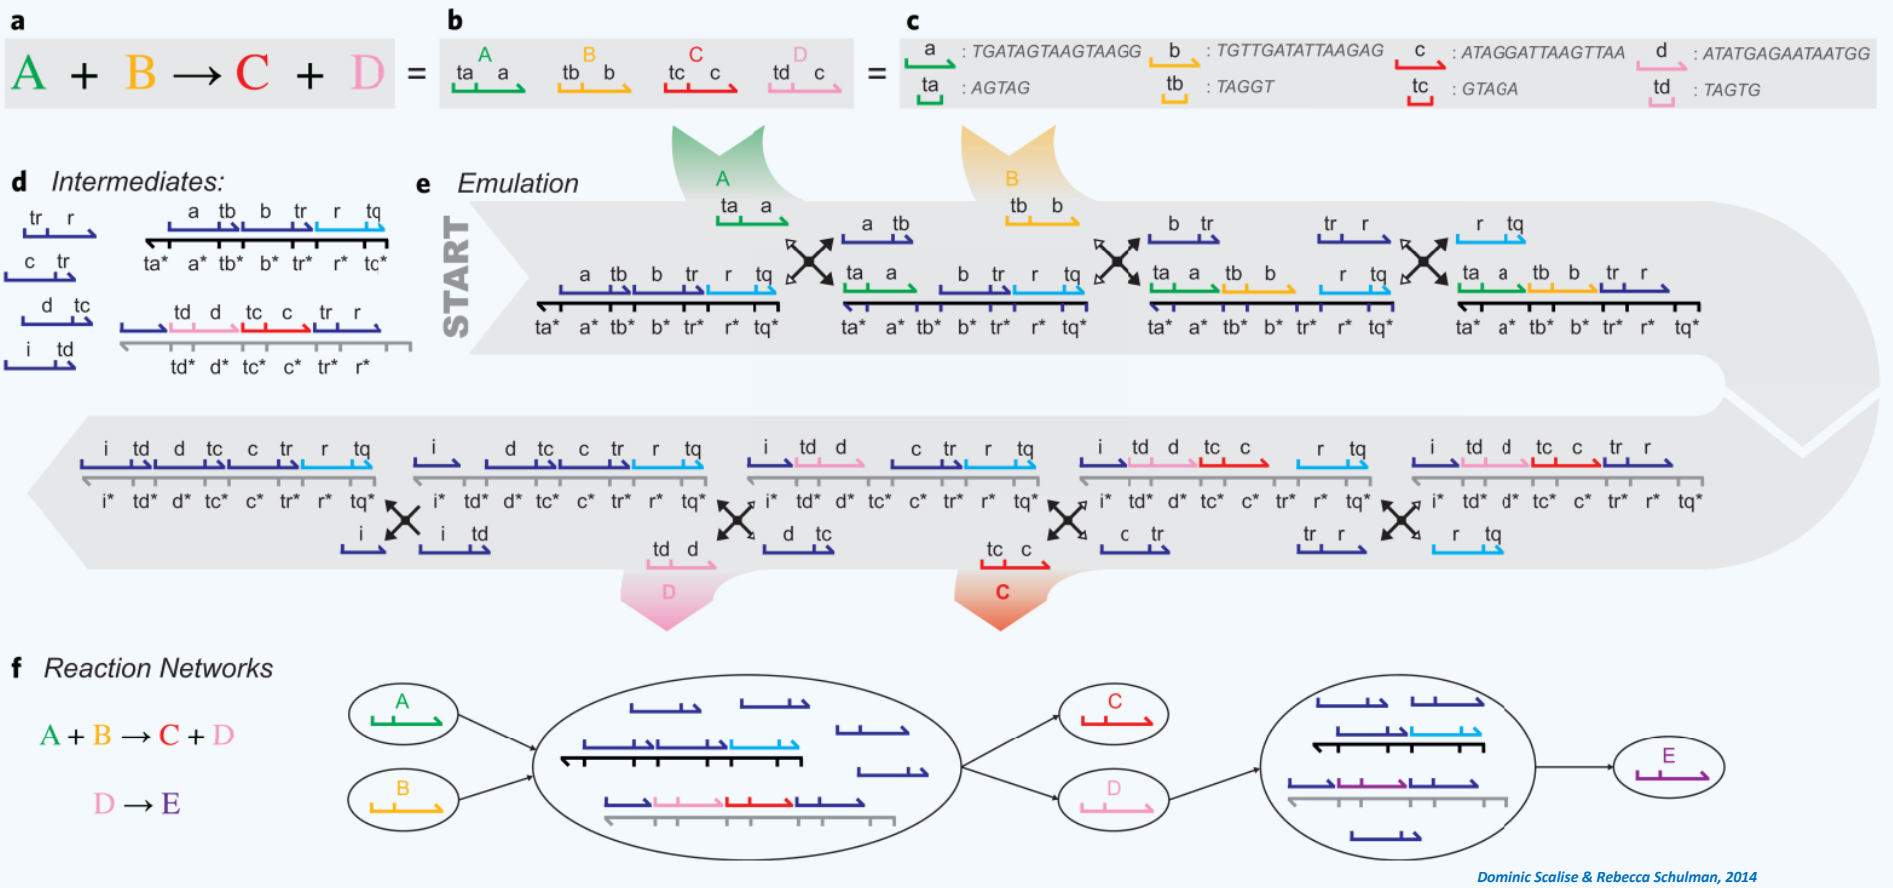 a
A + B → C + D
=
b
A B C D
ta a tb b tc c td c
=
c
a : TGATAGTAAGTAAGG b : TGTTGATATTAAGAG c : ATAGGATTAAGTTAA d : ATATGAGAATAATGG
ta : AGTAG tb : TAGGT tc : GTAGA td : TAGTG
d Intermediates:
tr r
c tr
d tc
i td
a tb b tr r tq
ta* a* tb* b* tr* r* tc*
td d tc c tr r
td* d* tc* c* tr* r*
e Emulation
START
A
ta a
B
tb b
a tb b tr r tq
ta* a* tb* b* tr* r* tq*
a tb
ta a b tr r tq
ta* a* tb* b* tr* r* tq*
b tr
ta a tb b r tq
ta* a* tb* b* tr* r* tq*
tr r
r tq
ta a tb b tr r
ta* a* tb* b* tr* r* tq*
i td d tc c tr r tq
i* td* d* tc* c* tr* r* tq*
i
i d tc c tr r tq
i* td* d* tc* c* tr* r* tq*
i td
td d
D
i td d c tr r tq
i* td* d* tc* c* tr* r* tq*
d tc
tc c
C
i td d tc c r tq
i* td* d* tc* c* tr* r* tq*
c tr
tr r
i td d tc c tr r
i* td* d* tc* c* tr* r* tq*
r tq
f Reaction Networks
A + B → C + D
D → E
A
B
C
D
E
Dominic Scalise & Rebecca Schulman, 2014